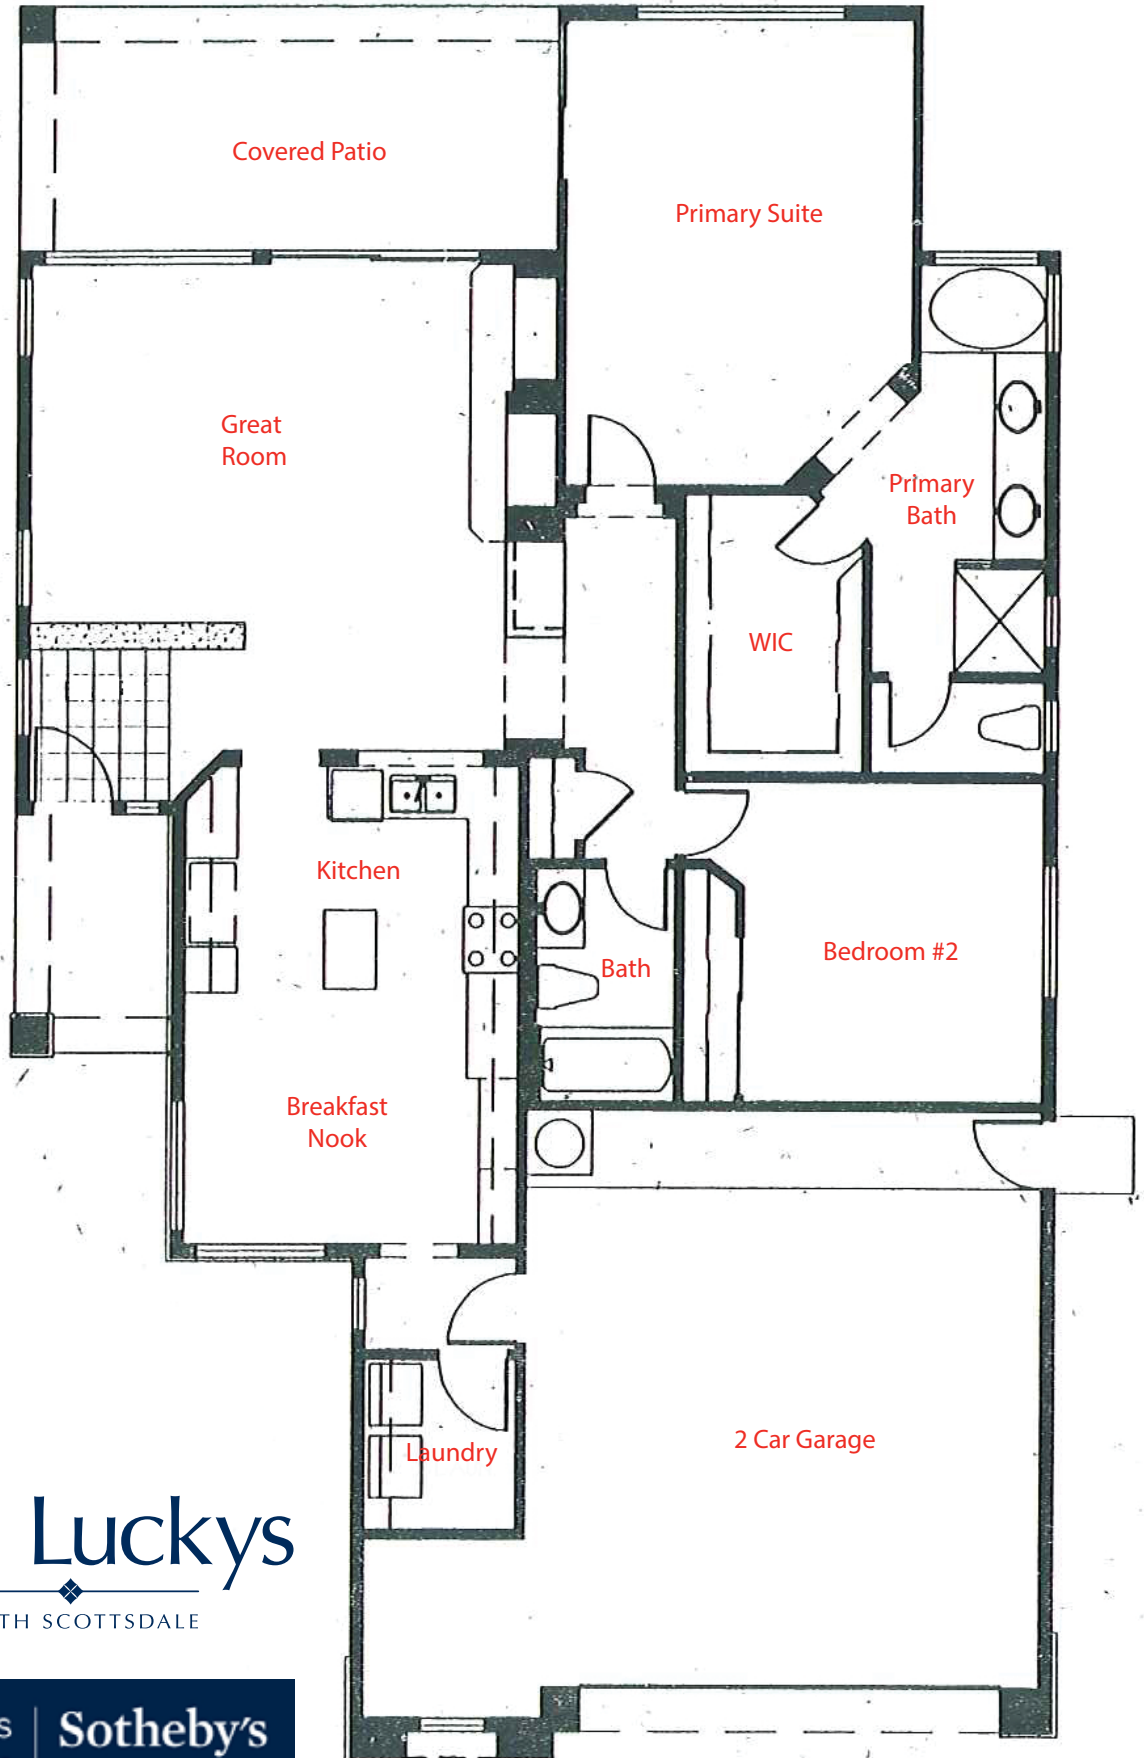 Covered Patio
Primary Suite
Great
Room
Primary
Bath
WIC
Kitchen
Bedroom #2
Bath
Breakfast
Nook
2 Car Garage
Laundry
Luckys
TH SCOTTSDALE
s | Sotheby's